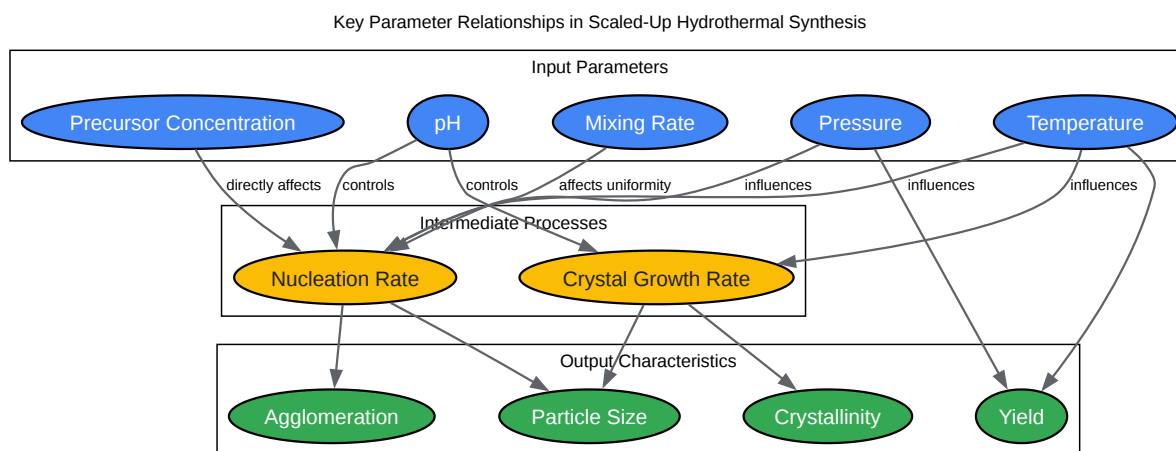 Key Parameter Relationships in Scaled-Up Hydrothermal Synthesis
Input Parameters
Precursor Concentration
pH
Mixing Rate
Pressure
Temperature
directly affects
controls
controls
affects uniformity
influences
influences
influences
Intermediate Processes
Nucleation Rate
Crystal Growth Rate
Output Characteristics
Agglomeration
Particle Size
Crystallinity
Yield